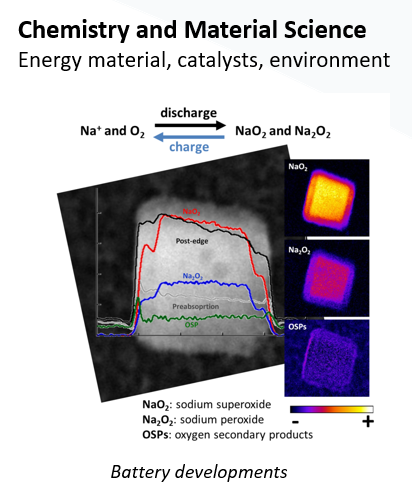 Chemistry and Material Science
Energy material, catalysts, environment
discharge
Na⁺ and O₂
NaO₂ and Na₂O₂
charge
NaO₂
NaO₂
Post-edge
Na₂O₂
Na₂O₂
Preabsoprtion
OSP
OSPs
NaO₂: sodium superoxide
Na₂O₂: sodium peroxide
OSPs: oxygen secondary products
- +
Battery developments